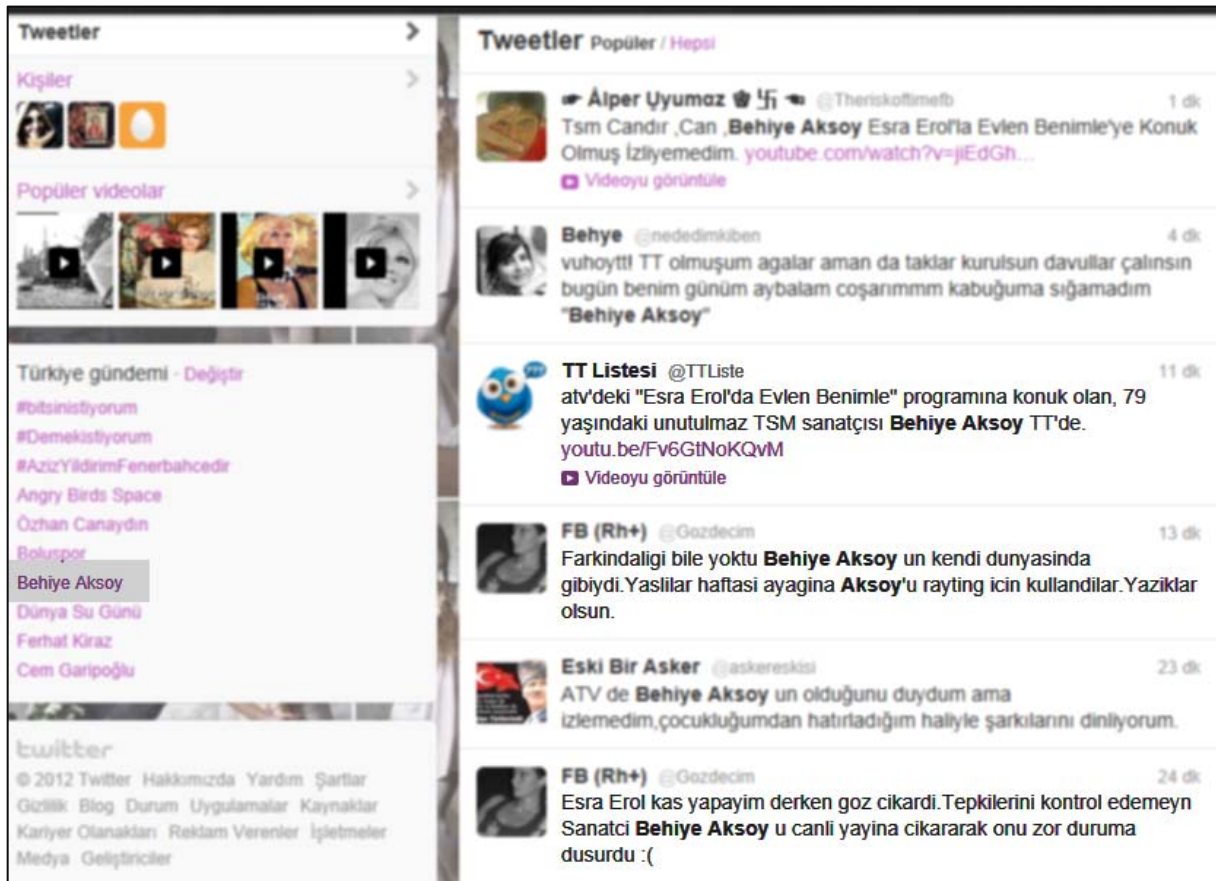 Tweetler
Kişiler
Popüler videolar
Türkiye gündemi · Değiştir
#bitsinistiyorum
#Demekistiyorum
#AzizYildirimFenerbahcedir
Angry Birds Space
Özhan Canaydın
Boluspor
Behiye Aksoy
Dünya Su Günü
Ferhat Kiraz
Cem Garipoğlu
twitter
© 2012 Twitter Hakkımızda Yardım Şartlar
Gizlilik Blog Durum Uygulamalar Kaynaklar
Kariyer Olanakları Reklam Verenler İşletmeler
Medya Geliştiriciler
Tweetler Popüler / Hepsi
☛ Álper Ųyumaz ♚ 卐 ☚ @Theriskoftimefb 1 dk
Tsm Candır ,Can ,Behiye Aksoy Esra Erol'la Evlen Benimle'ye Konuk
Olmuş İzliyemedim. youtube.com/watch?v=jiEdGh...
Videoyu görüntüle
Behye @nededimkiben 4 dk
vuhoytt! TT olmuşum agalar aman da taklar kurulsun davullar çalınsın
bugün benim günüm aybalam coşarımmm kabuğuma sığamadım
"Behiye Aksoy"
TT Listesi @TTListe 11 dk
atv'deki "Esra Erol'da Evlen Benimle" programına konuk olan, 79
yaşındaki unutulmaz TSM sanatçısı Behiye Aksoy TT'de.
youtu.be/Fv6GtNoKQvM
Videoyu görüntüle
FB (Rh+) @Gozdecim 13 dk
Farkindaligi bile yoktu Behiye Aksoy un kendi dunyasinda
gibiydi.Yaslilar haftasi ayagina Aksoy'u rayting icin kullandilar.Yaziklar
olsun.
Eski Bir Asker @askereskisi 23 dk
ATV de Behiye Aksoy un olduğunu duydum ama
izlemedim,çocukluğumdan hatırladığım haliyle şarkılarını dinliyorum.
FB (Rh+) @Gozdecim 24 dk
Esra Erol kas yapayim derken goz cikardi.Tepkilerini kontrol edemeyn
Sanatci Behiye Aksoy u canli yayina cikararak onu zor duruma
dusurdu :(